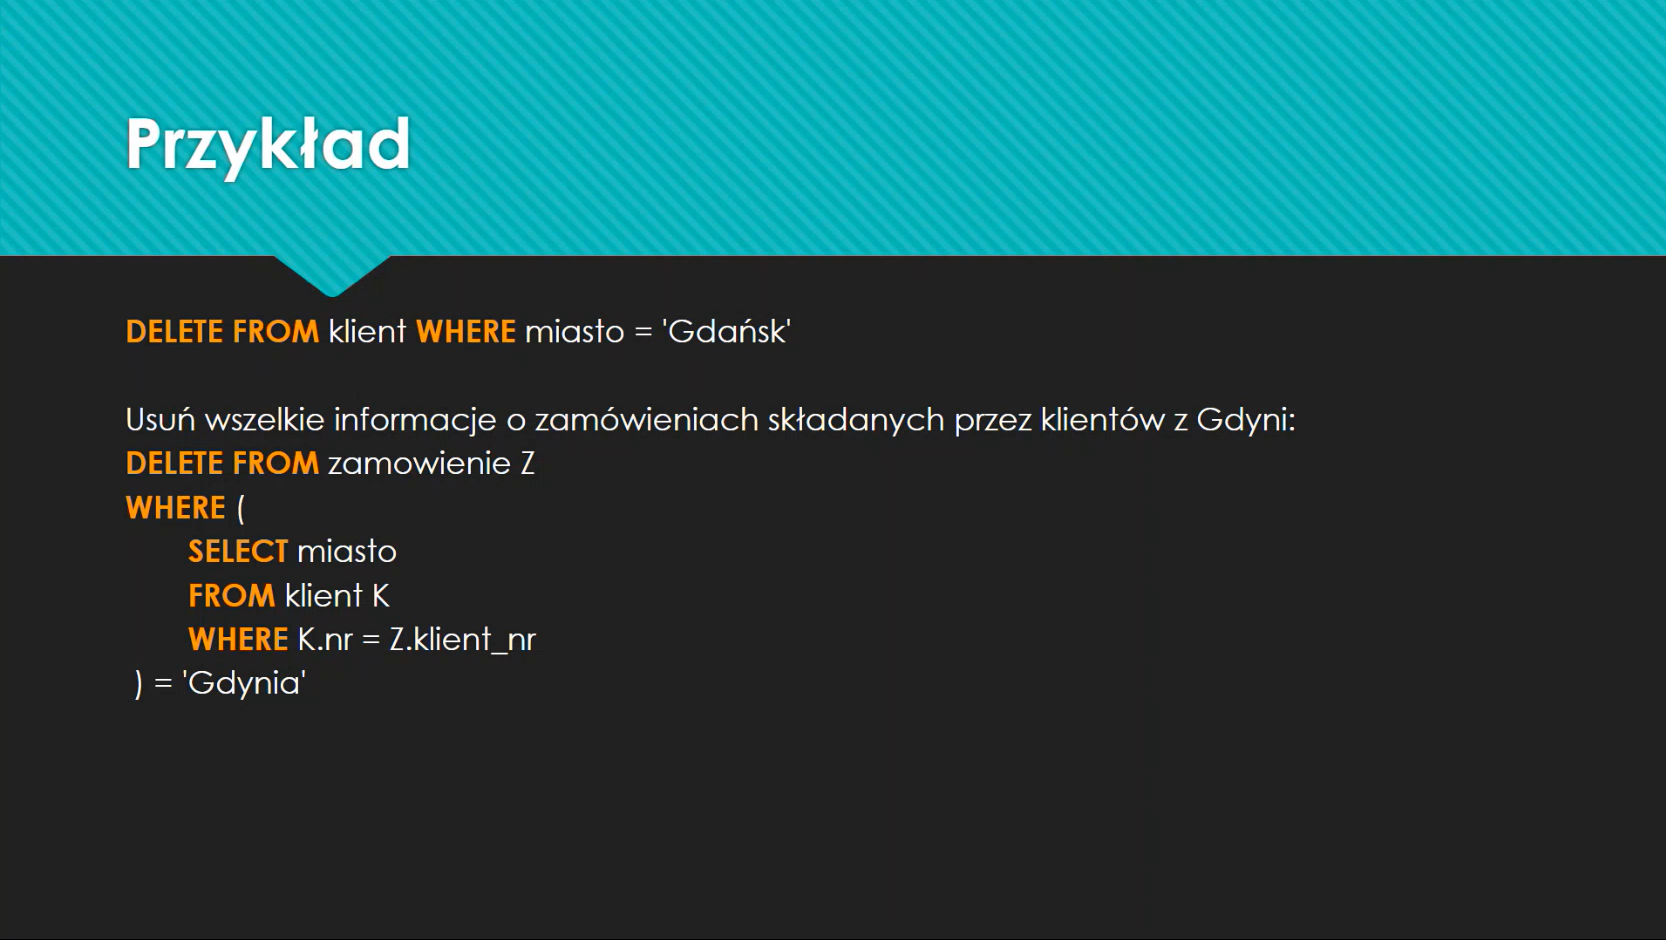 Przykład
DELETE FROM klient WHERE miasto = 'Gdańsk'
Usuń wszelkie informacje o zamówieniach składanych przez klientów z Gdyni:
DELETE FROM zamowienie Z
WHERE (
SELECT miasto
FROM klient K
WHERE K.nr = Z.klient_nr
) = 'Gdynia'